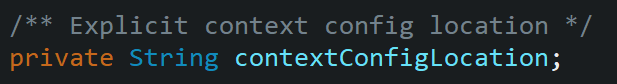 /** Explicit context config location */
private String contextConfigLocation;